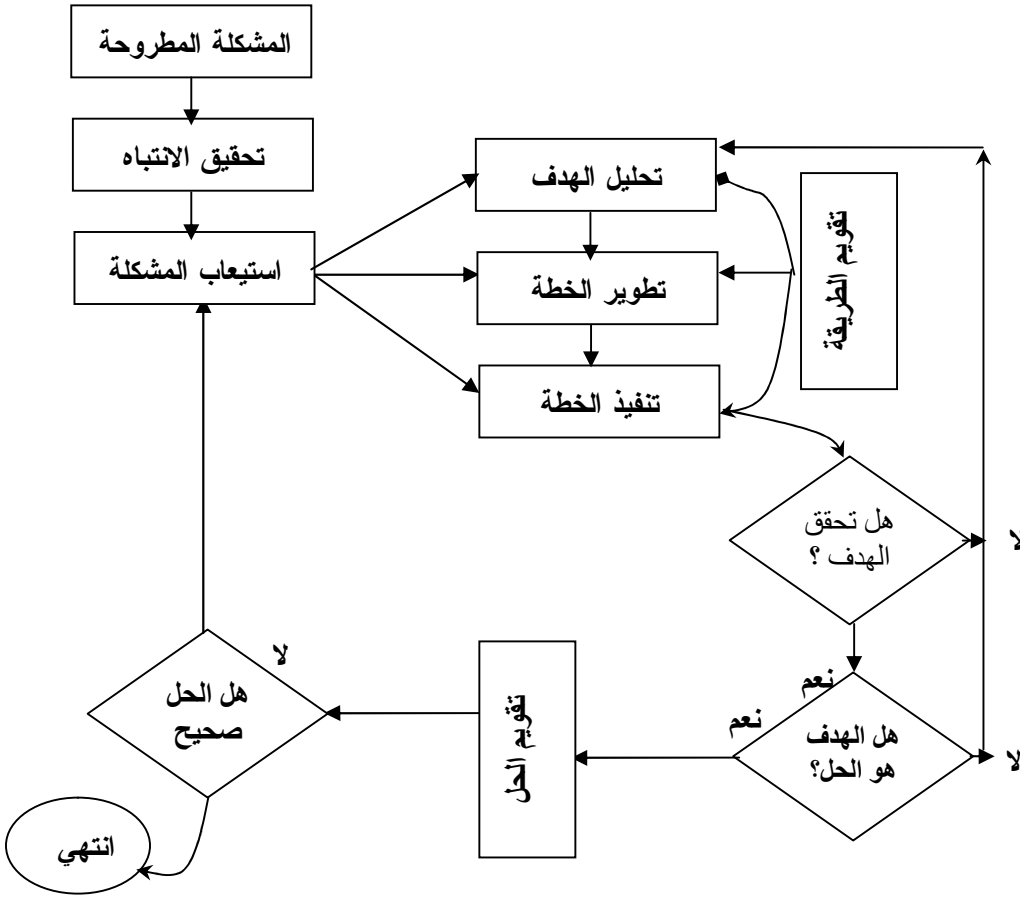 المشكلة المطروحة
تحقيق الانتباه
استيعاب المشكلة
تحليل الهدف
تطوير الخطة
تنفيذ الخطة
تقويم الطريقة
هل تحقق
الهدف ؟
لا
نعم
هل الهدف
هو الحل؟
لا
نعم
تقويم الحل
هل الحل
صحيح
لا
انتهي